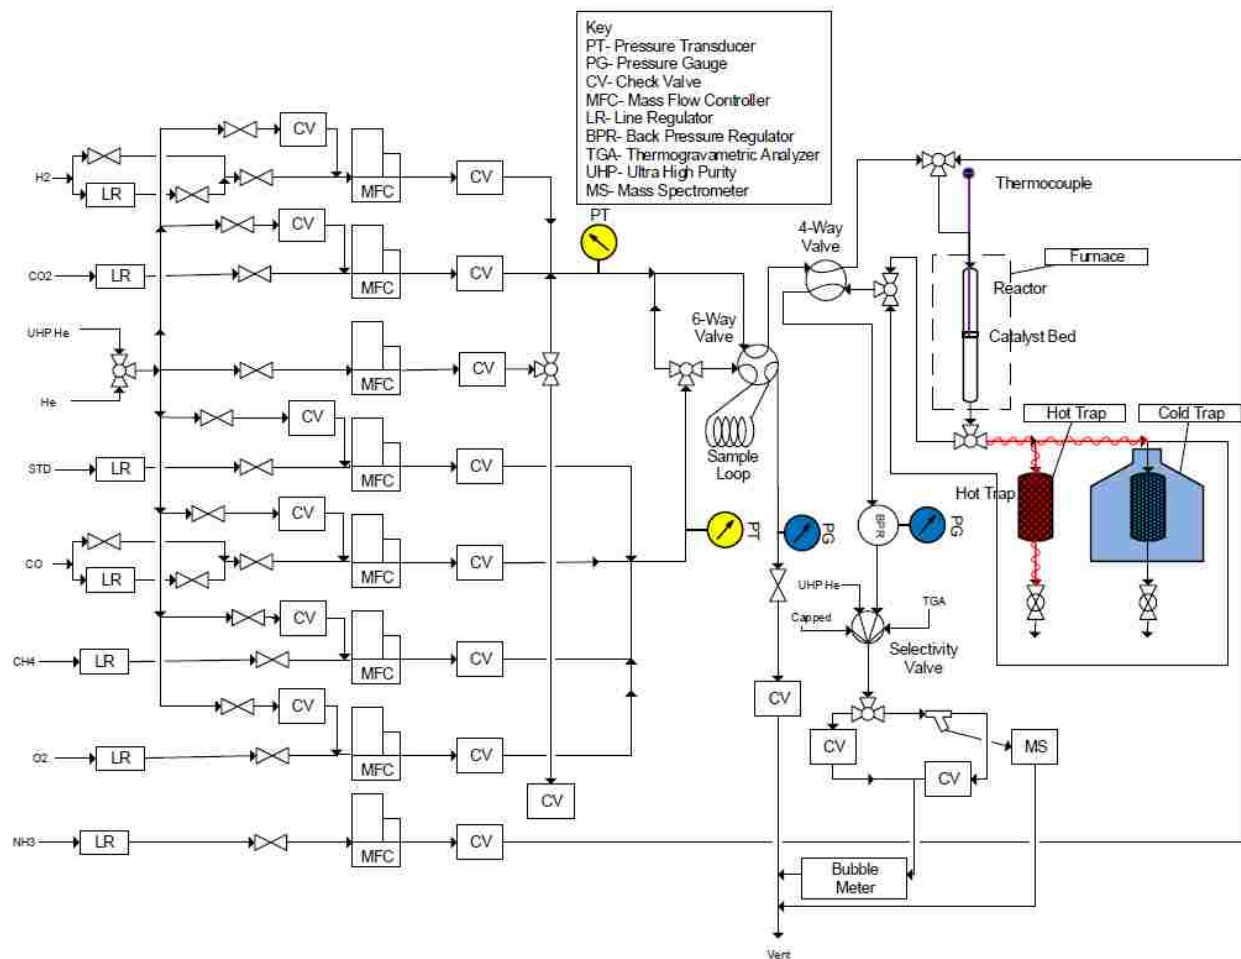 Key
PT- Pressure Transducer
PG- Pressure Gauge
CV- Check Valve
MFC- Mass Flow Controller
LR- Line Regulator
BPR- Back Pressure Regulator
TGA- Thermogravametric Analyzer
UHP- Ultra High Purity
MS- Mass Spectrometer
CV
H2
LR
MFC
CV
CV
CO2
LR
MFC
CV
PT
4-Way
Valve
Thermocouple
Furnace
Reactor
Catalyst Bed
UHP He
He
MFC
CV
6-Way
Valve
Sample
Loop
CV
STD
LR
MFC
CV
Hot Trap
Cold Trap
Hot Trap
CV
CO
LR
MFC
CV
PT
PG
BPR
PG
CV
CH4
LR
MFC
CV
UHP He
Capped
TGA
Selectivity
Valve
CV
O2
LR
MFC
CV
CV
CV
CV
CV
MS
NH3
LR
MFC
CV
Bubble
Meter
Vent